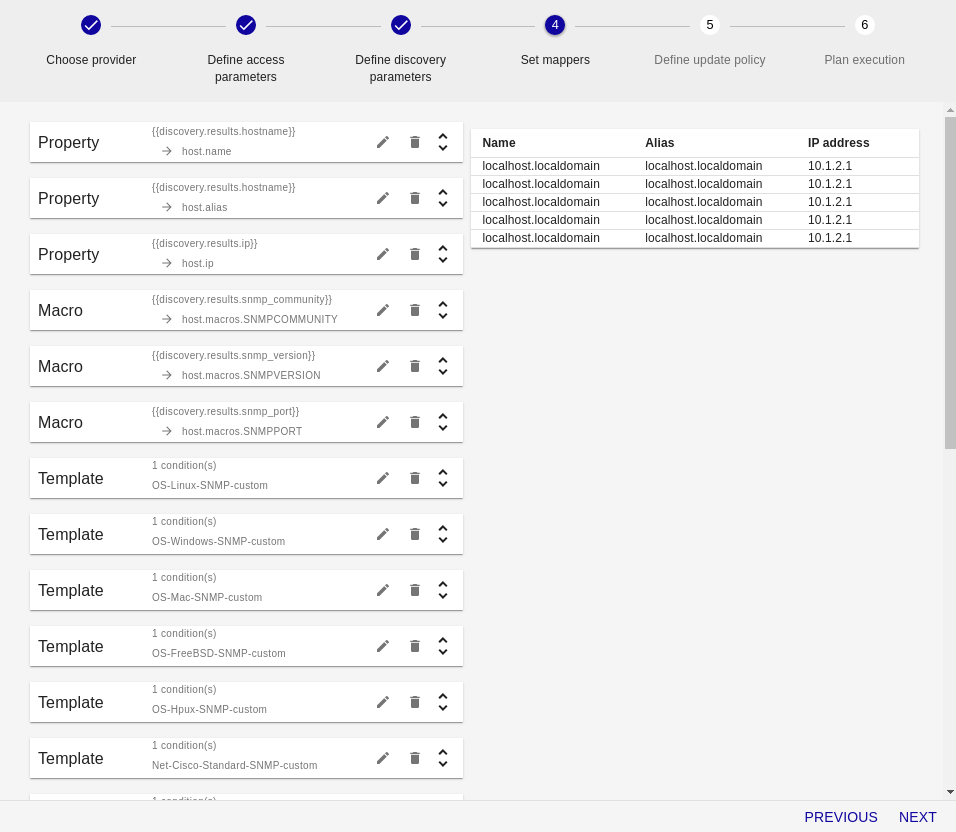 4
5
6
Choose provider
Define access
parameters
Define discovery
parameters
Set mappers
Define update policy
Plan execution
Property
{{discovery.results.hostname}}
host.name
Property
{{discovery.results.hostname}}
host.alias
Property
{{discovery.results.ip}}
host.ip
Macro
{{discovery.results.snmp_community}}
host.macros.SNMPCOMMUNITY
Macro
{{discovery.results.snmp_version}}
host.macros.SNMPVERSION
Macro
{{discovery.results.snmp_port}}
host.macros.SNMPPORT
Template
1 condition(s)
OS-Linux-SNMP-custom
Template
1 condition(s)
OS-Windows-SNMP-custom
Template
1 condition(s)
OS-Mac-SNMP-custom
Template
1 condition(s)
OS-FreeBSD-SNMP-custom
Template
1 condition(s)
OS-Hpux-SNMP-custom
Template
1 condition(s)
Net-Cisco-Standard-SNMP-custom
1 condition(s)
Name Alias IP address
localhost.localdomain localhost.localdomain 10.1.2.1
localhost.localdomain localhost.localdomain 10.1.2.1
localhost.localdomain localhost.localdomain 10.1.2.1
localhost.localdomain localhost.localdomain 10.1.2.1
localhost.localdomain localhost.localdomain 10.1.2.1
PREVIOUS NEXT